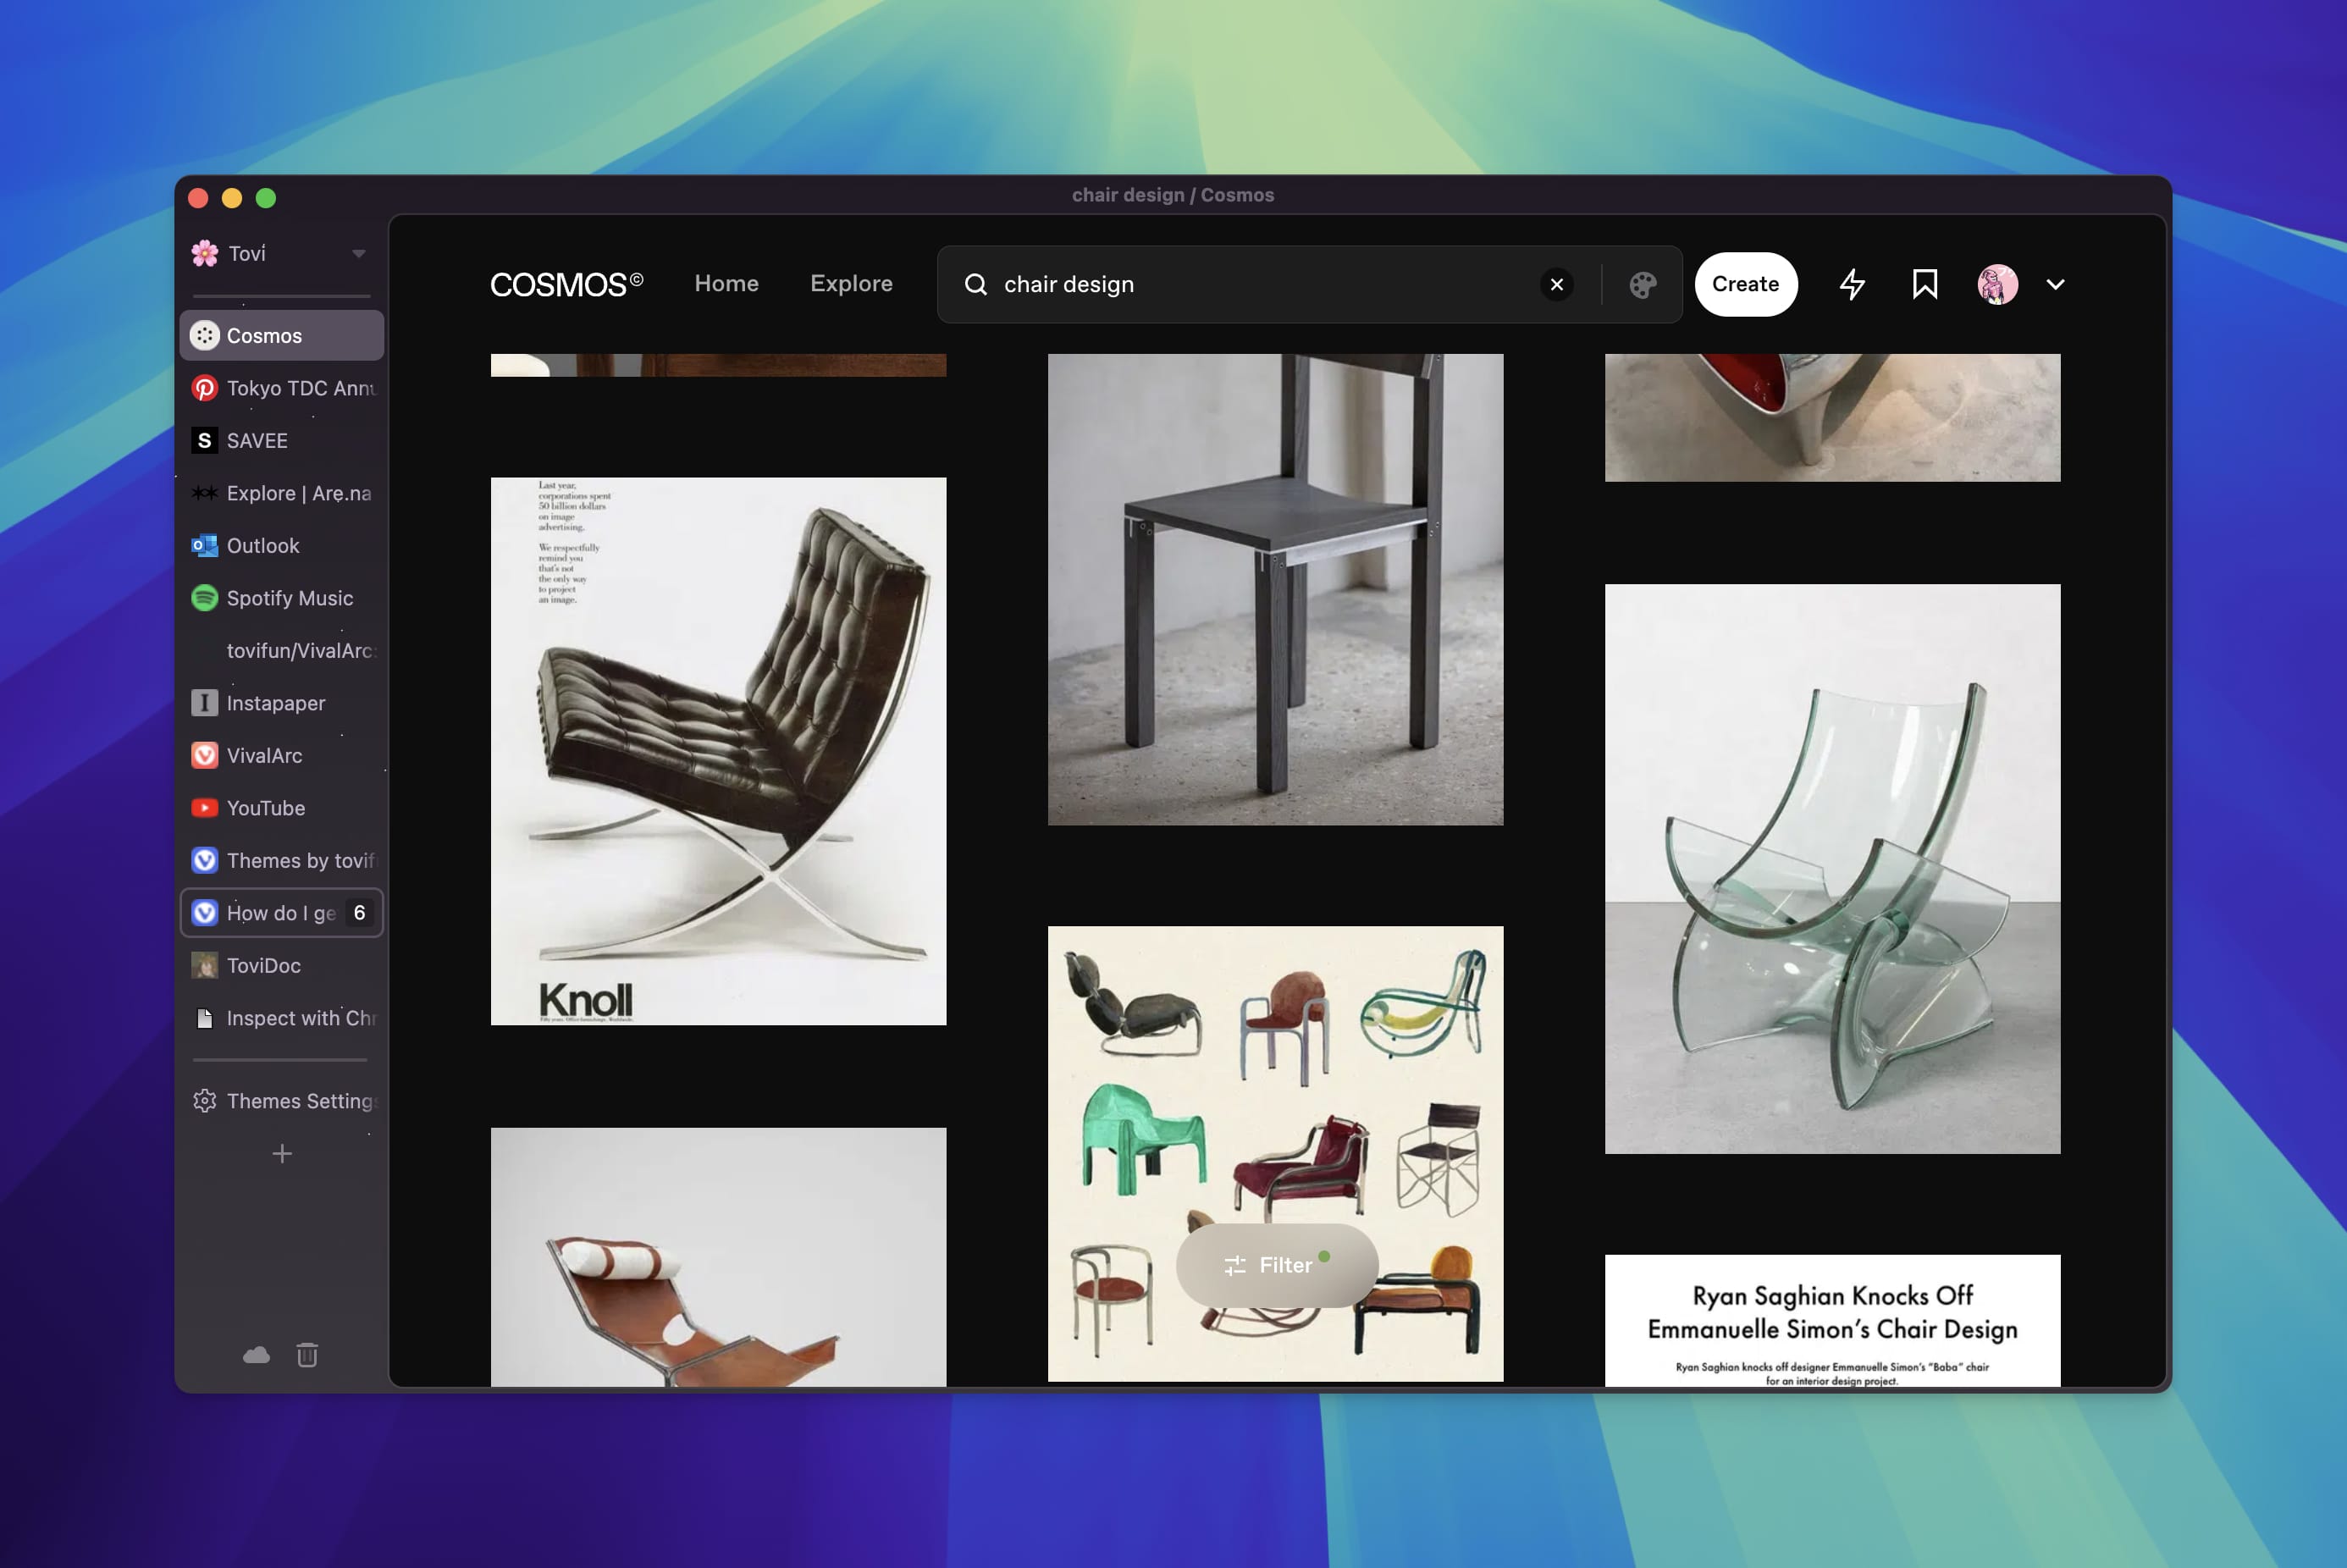 chair design / Cosmos
Tovi
Cosmos
Tokyo TDC Annu
SAVEE
Explore | Are.na
Outlook
Spotify Music
tovifun/VivalArc:
Instapaper
VivalArc
YouTube
Themes by tovif
How do I ge 6
ToviDoc
Inspect with Chr
Themes Settings
COSMOS©
Home
Explore
chair design
Create
Last year,
corporations spent
50 billion dollars
on image
advertising.
We respectfully
remind you
that's not
the only way
to project
an image.
Knoll
Filter
Ryan Saghian Knocks Off
Emmanuelle Simon's Chair Design
Ryan Saghian knocks off designer Emmanuelle Simon's "Baba" chair
for an interior design project.